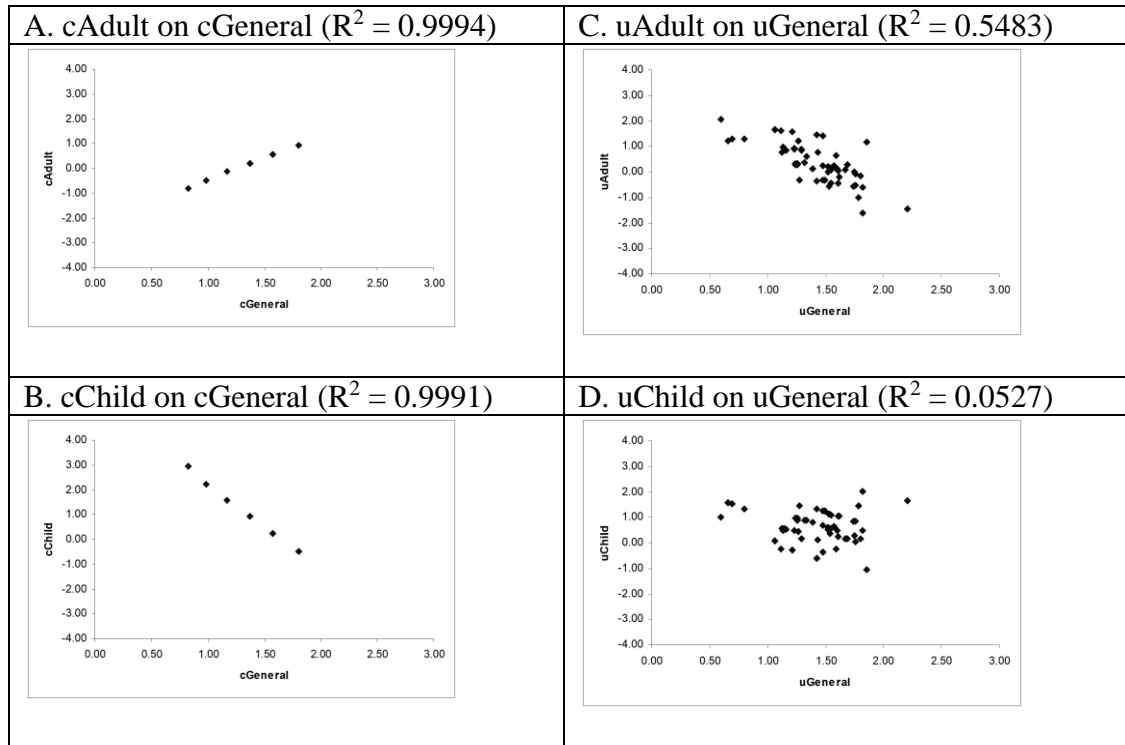 A. cAdult on cGeneral (R² = 0.9994)
4.00
3.00
2.00
1.00
0.00
-1.00
-2.00
-3.00
-4.00
cAdult
0.00 0.50 1.00 1.50 2.00 2.50 3.00
cGeneral
C. uAdult on uGeneral (R² = 0.5483)
4.00
3.00
2.00
1.00
0.00
-1.00
-2.00
-3.00
-4.00
uAdult
0.00 0.50 1.00 1.50 2.00 2.50 3.00
uGeneral
B. cChild on cGeneral (R² = 0.9991)
4.00
3.00
2.00
1.00
0.00
-1.00
-2.00
-3.00
-4.00
cChild
0.00 0.50 1.00 1.50 2.00 2.50 3.00
cGeneral
D. uChild on uGeneral (R² = 0.0527)
4.00
3.00
2.00
1.00
0.00
-1.00
-2.00
-3.00
-4.00
uChild
0.00 0.50 1.00 1.50 2.00 2.50 3.00
uGeneral